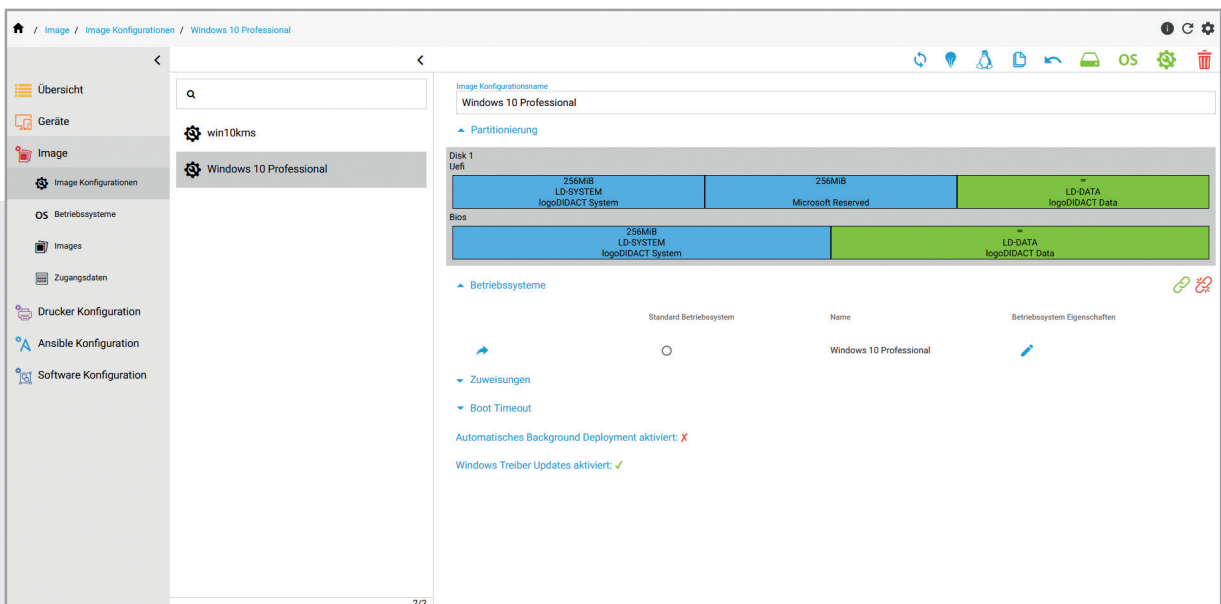 / Image / Image Konfigurationen / Windows 10 Professional
Übersicht
Geräte
Image
Image Konfigurationen
OS Betriebssysteme
Images
Zugangsdaten
Drucker Konfiguration
Ansible Konfiguration
Software Konfiguration
win10kms
Windows 10 Professional
2/2
OS
Image Konfigurationsname
Windows 10 Professional
Partitionierung
Disk 1
Uefi
256MiB
LD-SYSTEM
logoDIDACT System
256MiB
Microsoft Reserved
∞
LD-DATA
logoDIDACT Data
Bios
256MiB
LD-SYSTEM
logoDIDACT System
∞
LD-DATA
logoDIDACT Data
Betriebssysteme
Standard Betriebssystem Name Betriebssystem Eigenschaften
Windows 10 Professional
Zuweisungen
Boot Timeout
Automatisches Background Deployment aktiviert: ✗
Windows Treiber Updates aktiviert: ✓